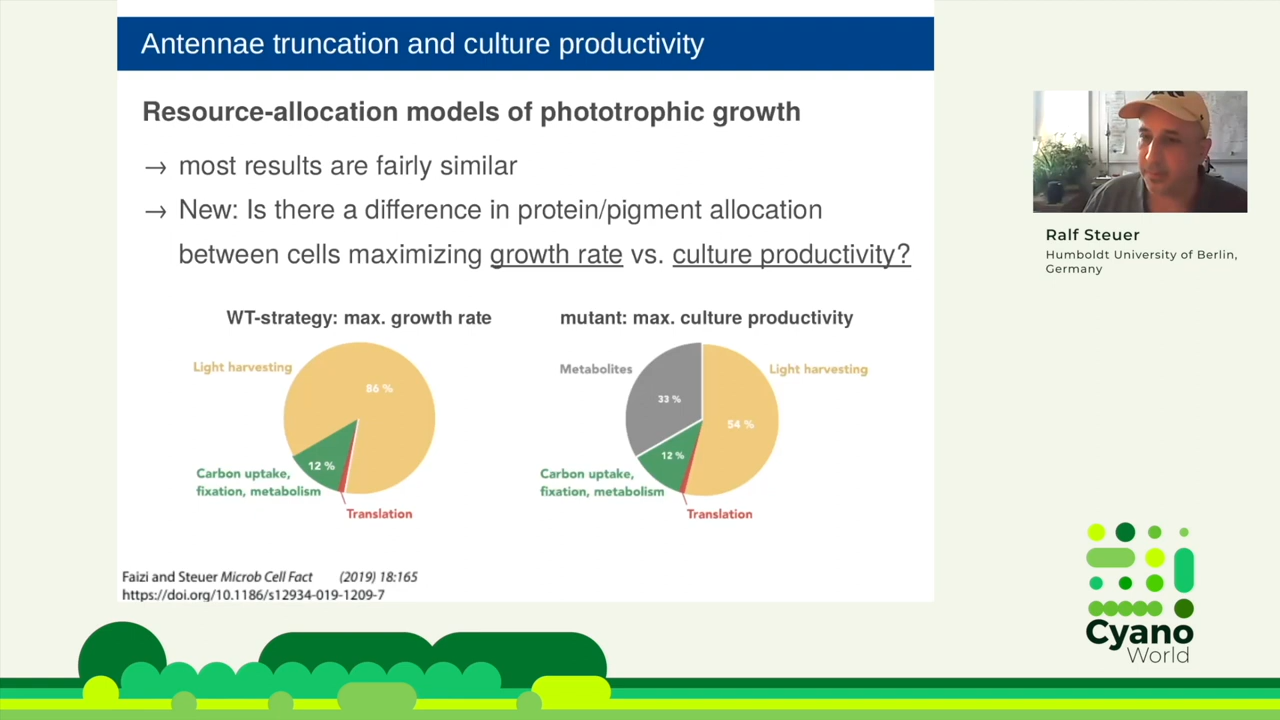 Antennae truncation and culture productivity
Resource-allocation models of phototrophic growth
→ most results are fairly similar
→ New: Is there a difference in protein/pigment allocation
between cells maximizing growth rate vs. culture productivity?
WT-strategy: max. growth rate
Light harvesting
86 %
12 %
Carbon uptake,
fixation, metabolism
Translation
mutant: max. culture productivity
Metabolites
Light harvesting
33 %
54 %
12 %
Carbon uptake,
fixation, metabolism
Translation
Faizi and Steuer Microb Cell Fact (2019) 18:165
https://doi.org/10.1186/s12934-019-1209-7
Ralf Steuer
Humboldt University of Berlin,
Germany
Cyano
World